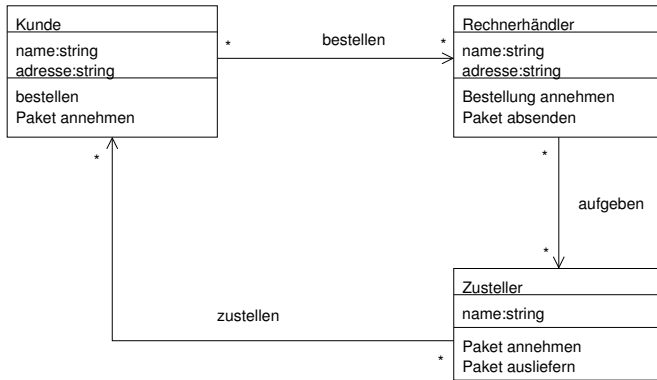 Kunde
name:string
adresse:string
bestellen
Paket annehmen
* bestellen *
Rechnerhändler
name:string
adresse:string
Bestellung annehmen
Paket absenden
*
*
aufgeben
*
Zusteller
name:string
Paket annehmen
Paket ausliefern
zustellen
*